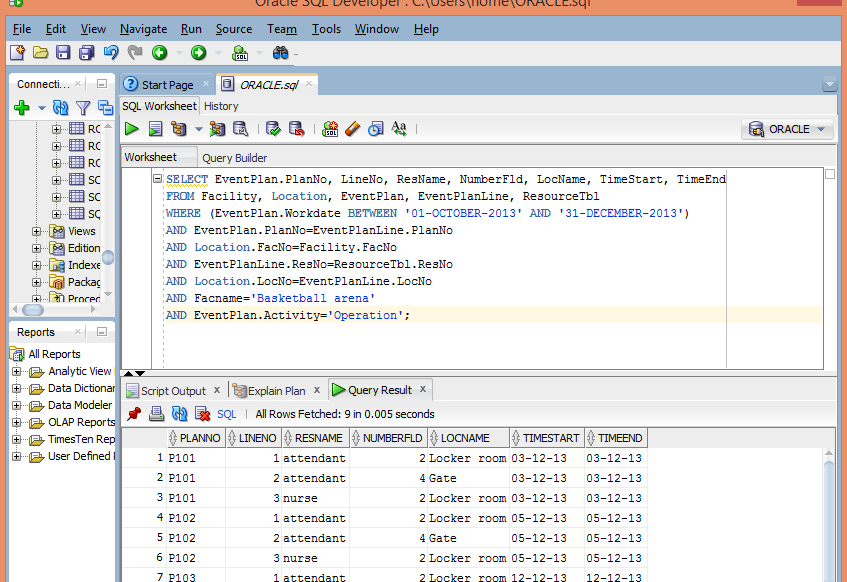 Oracle SQL Developer : C:\Users\home\ORACLE.sql
File Edit View Navigate Run Source Team Tools Window Help
Connecti...
Start Page
ORACLE.sql
SQL Worksheet History
ORACLE
Worksheet Query Builder
RC
RC
RC
SC
SC
SQ
Views
Edition
Indexe
Packag
Proced
SELECT EventPlan.PlanNo, LineNo, ResName, NumberFld, LocName, TimeStart, TimeEnd
FROM Facility, Location, EventPlan, EventPlanLine, ResourceTbl
WHERE (EventPlan.Workdate BETWEEN '01-OCTOBER-2013' AND '31-DECEMBER-2013')
AND EventPlan.PlanNo=EventPlanLine.PlanNo
AND Location.FacNo=Facility.FacNo
AND EventPlanLine.ResNo=ResourceTbl.ResNo
AND Location.LocNo=EventPlanLine.LocNo
AND Facname='Basketball arena'
AND EventPlan.Activity='Operation';
Reports
All Reports
Analytic View
Data Dictionar
Data Modeler
OLAP Reports
TimesTen Rep
User Defined
Script Output Explain Plan Query Result
SQL All Rows Fetched: 9 in 0.005 seconds
PLANNO LINENO RESNAME NUMBERFLD LOCNAME TIMESTART TIMEEND
1 P101 1 attendant 2 Locker room 03-12-13 03-12-13
2 P101 2 attendant 4 Gate 03-12-13 03-12-13
3 P101 3 nurse 2 Locker room 03-12-13 03-12-13
4 P102 1 attendant 2 Locker room 05-12-13 05-12-13
5 P102 2 attendant 4 Gate 05-12-13 05-12-13
6 P102 3 nurse 2 Locker room 05-12-13 05-12-13
7 P103 1 attendant 2 Locker room 12-12-13 12-12-13